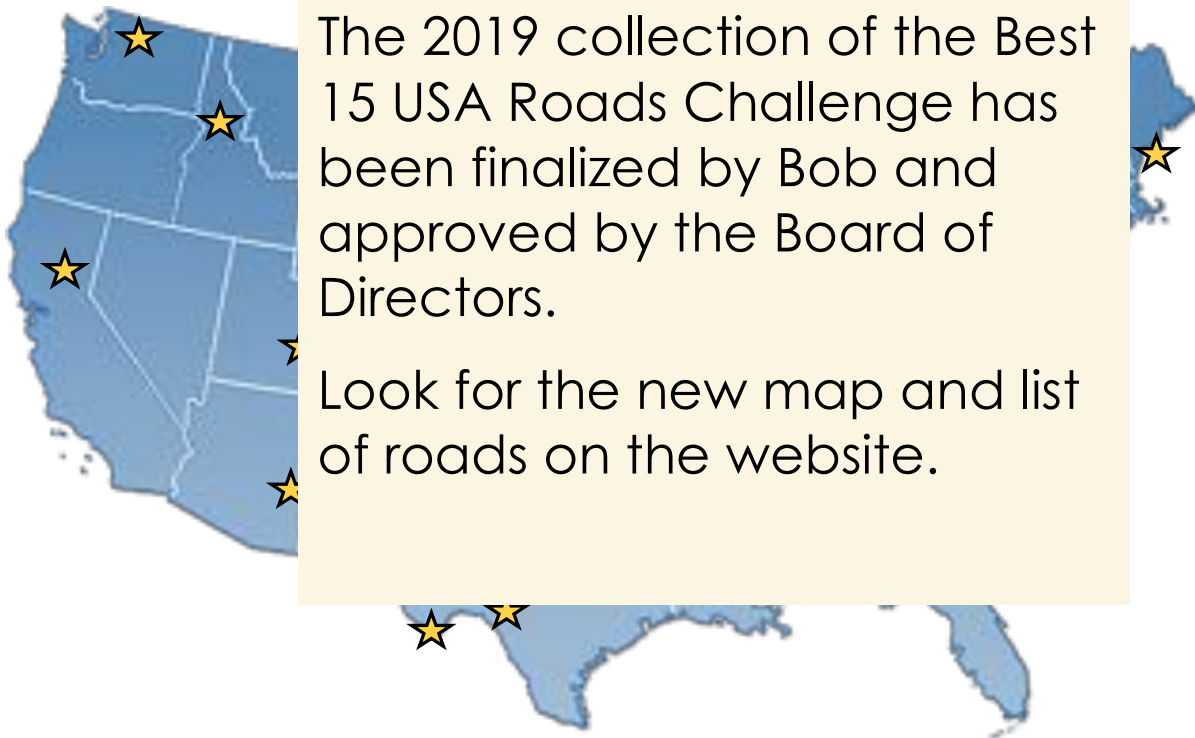 The 2019 collection of the Best
15 USA Roads Challenge has
been finalized by Bob and
approved by the Board of
Directors.
Look for the new map and list
of roads on the website.